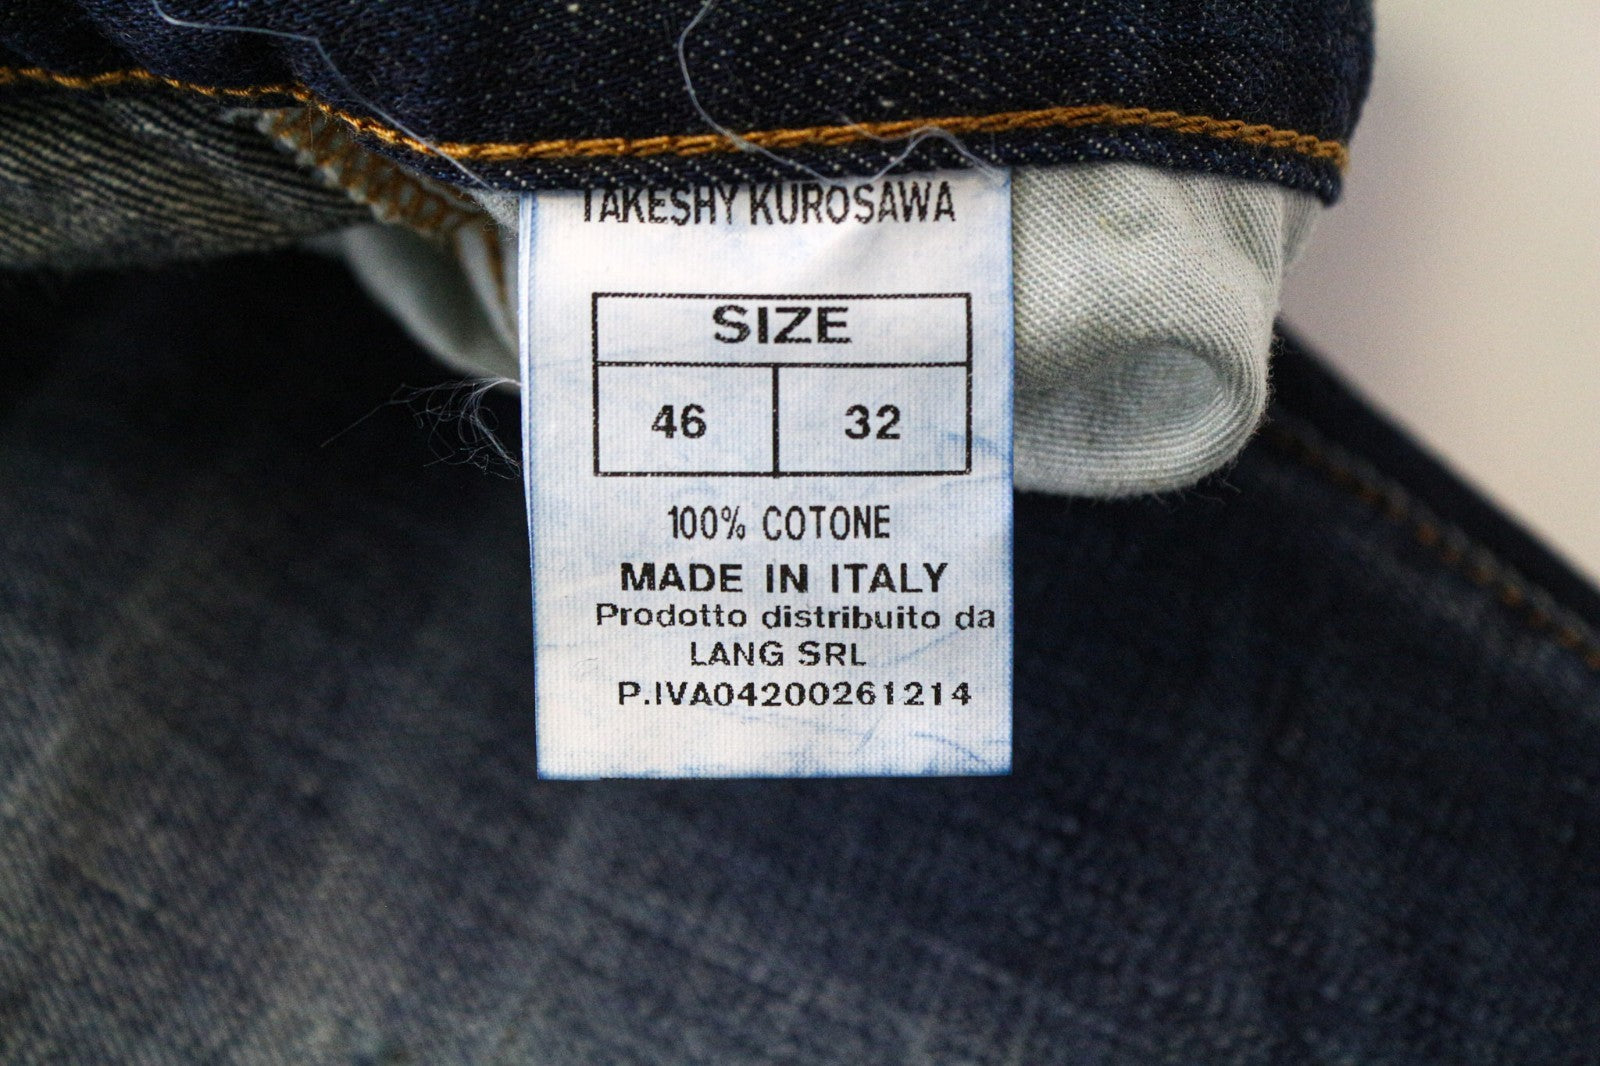 TAKESHY KUROSAWA
SIZE
46 32
100% COTONE
MADE IN ITALY
Prodotto distribuito da
LANG SRL
P.IVA04200261214